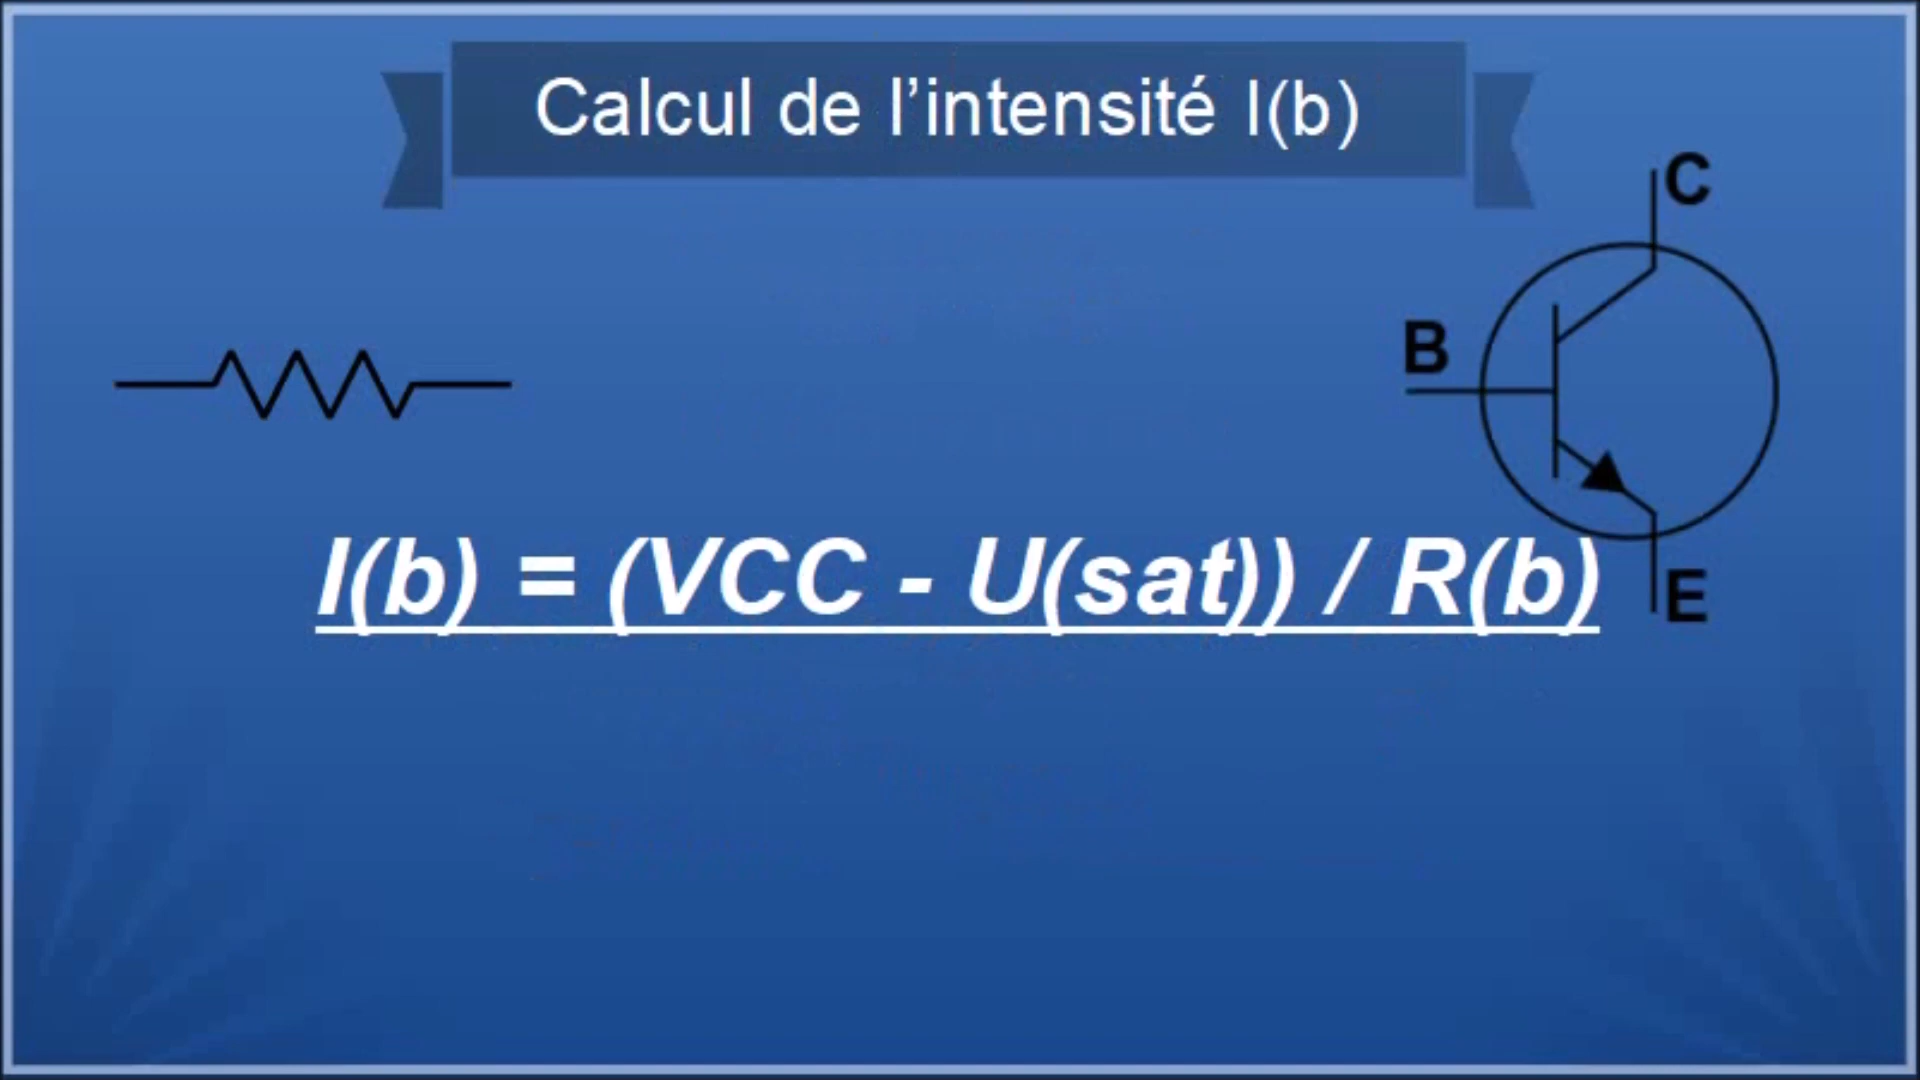 Calcul de l’intensité I(b)
C
B
I(b) = (VCC - U(sat)) / R(b)
E